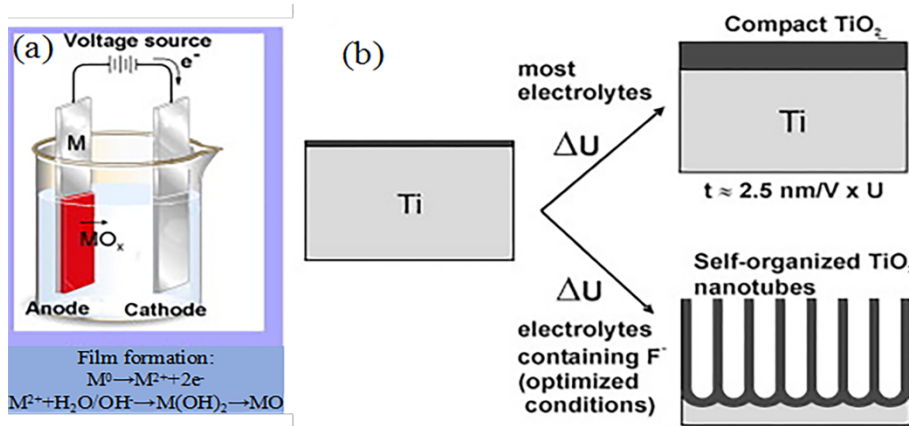 (a)
Voltage source
e⁻
M
MOₓ
Anode Cathode
Film formation:
M⁰→M²⁺+2e⁻
M²⁺+H₂O/OH⁻→M(OH)₂→MO
(b)
Ti
most
electrolytes
ΔU
ΔU
electrolytes
containing F⁻
(optimized
conditions)
Compact TiO₂
Ti
t ≈ 2.5 nm/V x U
Self-organized TiO₂
nanotubes